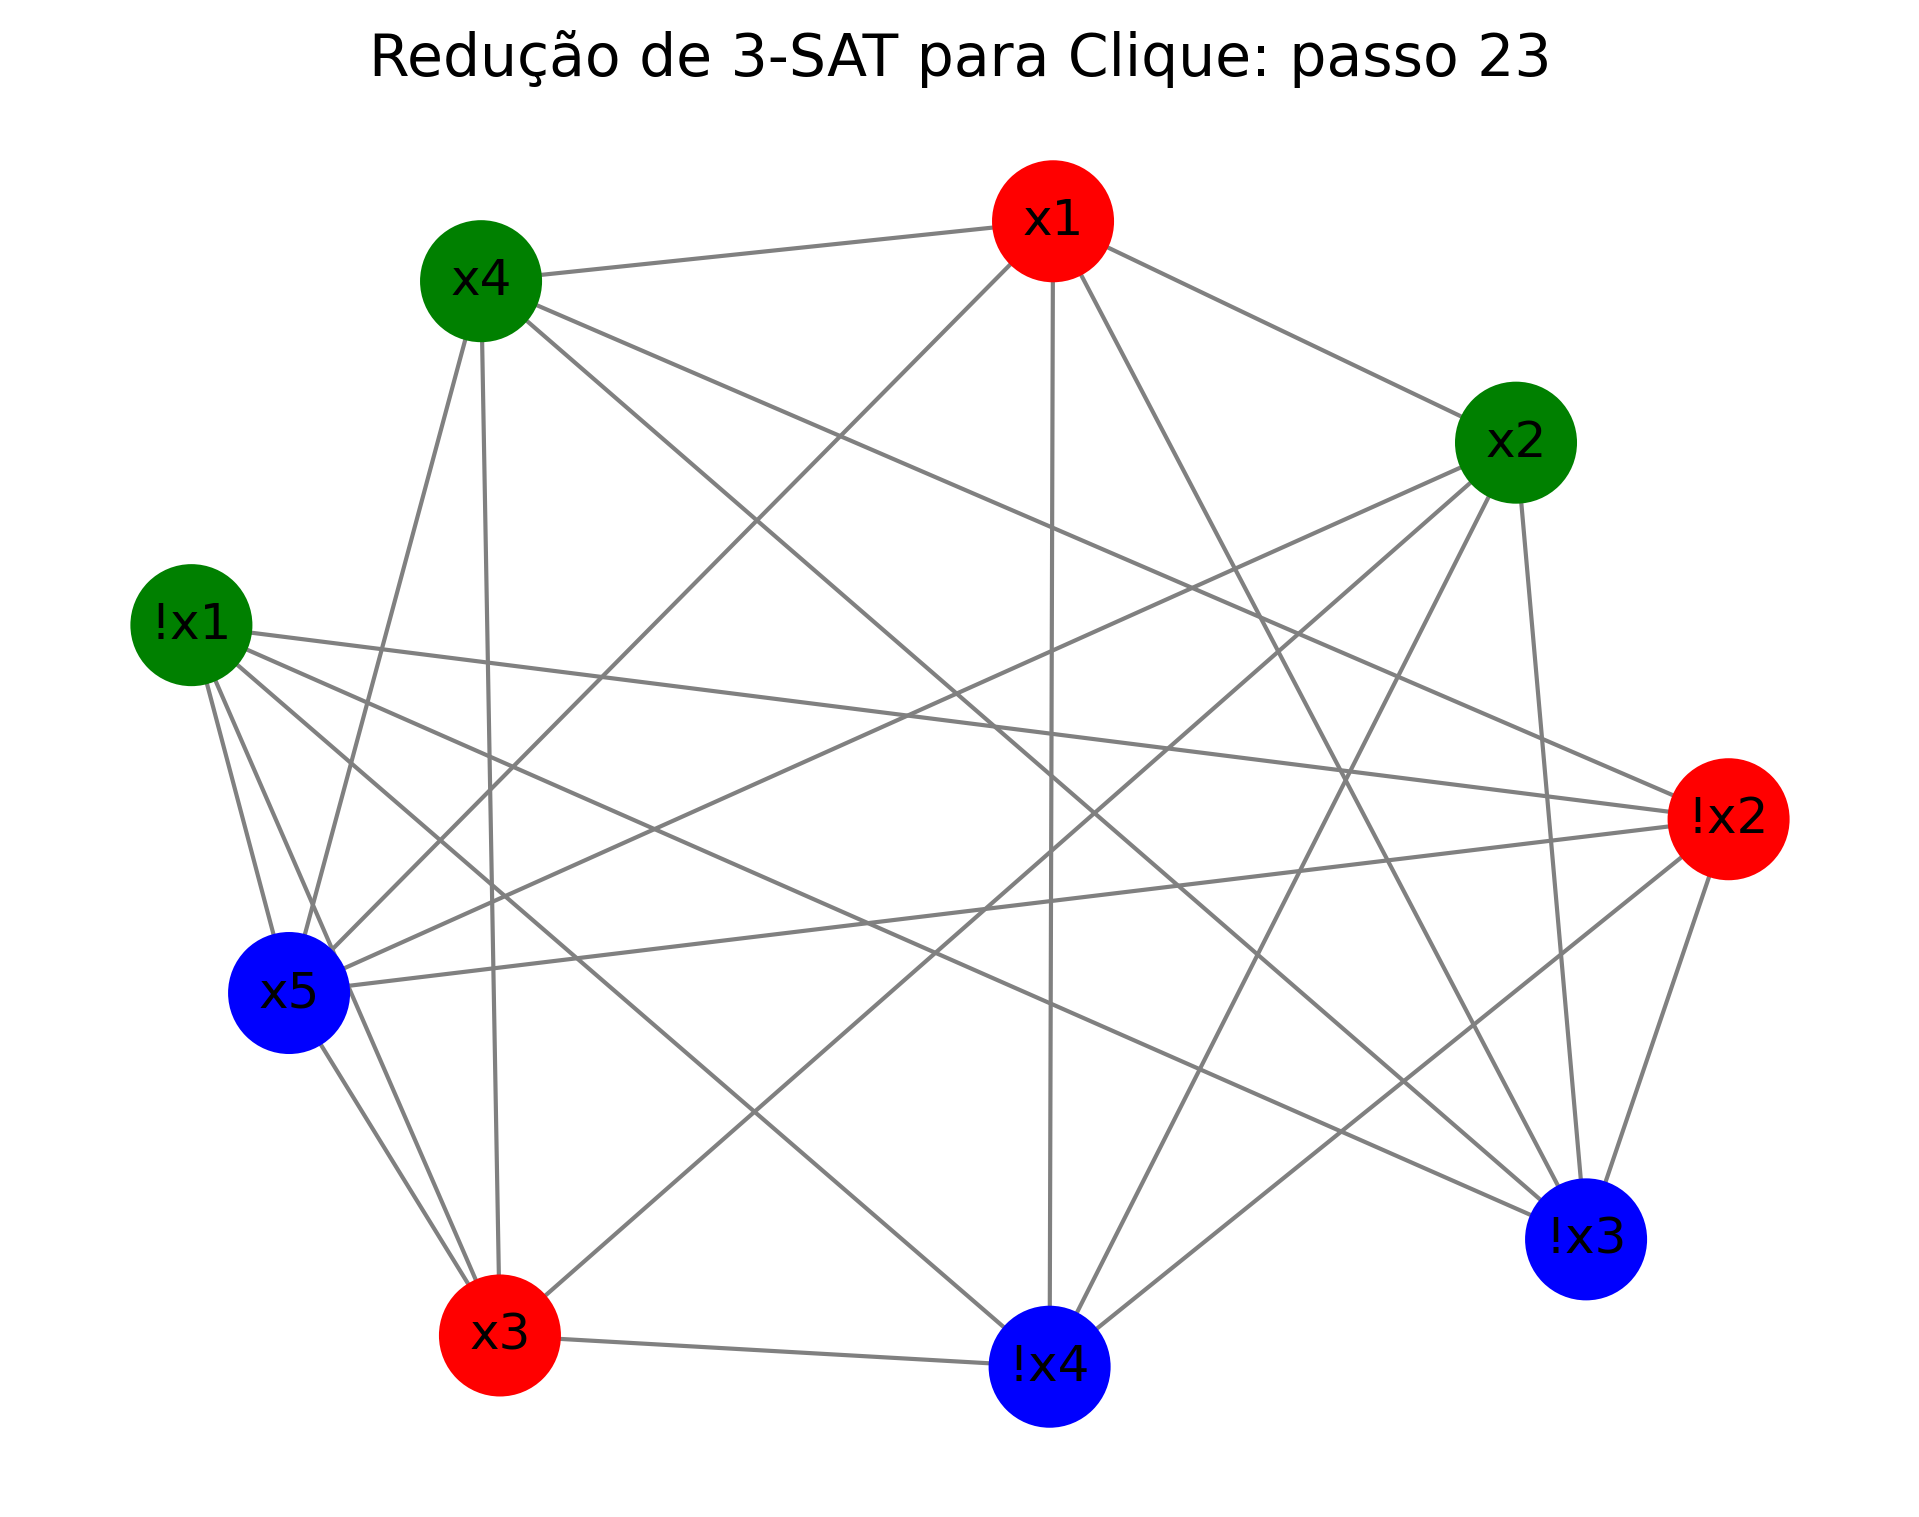 Redução de 3-SAT para Clique: passo 23
x1
x4
x2
!x1
!x2
x5
!x3
x3
!x4